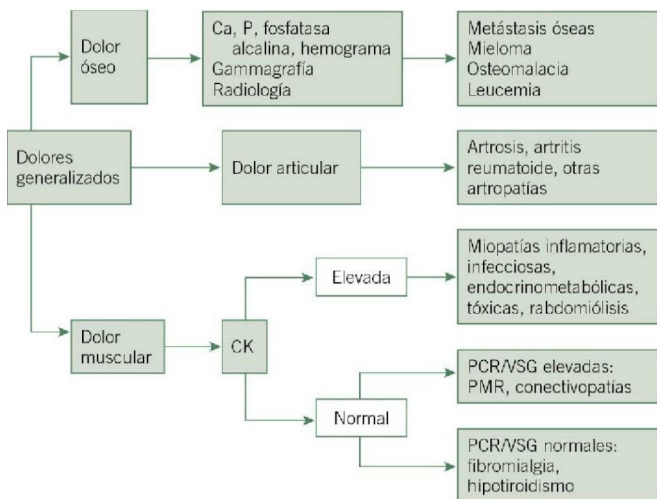 Dolor
óseo
Ca, P, fosfatasa
alcalina, hemograma
Gammagrafía
Radiología
Metástasis óseas
Mieloma
Osteomalacia
Leucemia
Dolores
generalizados
Dolor articular
Artrosis, artritis
reumatoide, otras
artropatías
Dolor
muscular
CK
Elevada
Miopatías inflamatorias,
infecciosas,
endocrinometabólicas,
tóxicas, rabdomiólisis
Normal
PCR/VSG elevadas:
PMR, conectivopatías
PCR/VSG normales:
fibromialgia,
hipotiroidismo